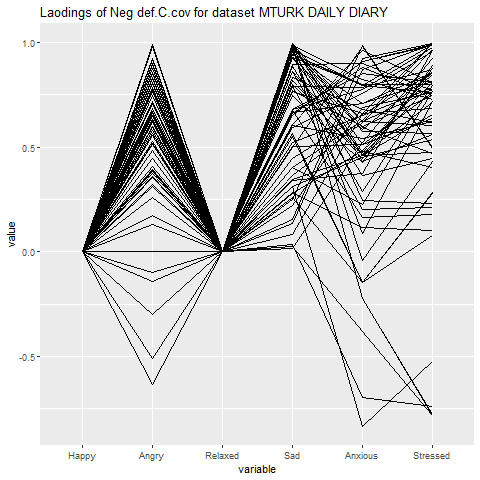 Laodings of Neg def.C.cov for dataset MTURK DAILY DIARY
1.0
0.5
0.0
-0.5
value
Happy Angry Relaxed Sad Anxious Stressed
variable